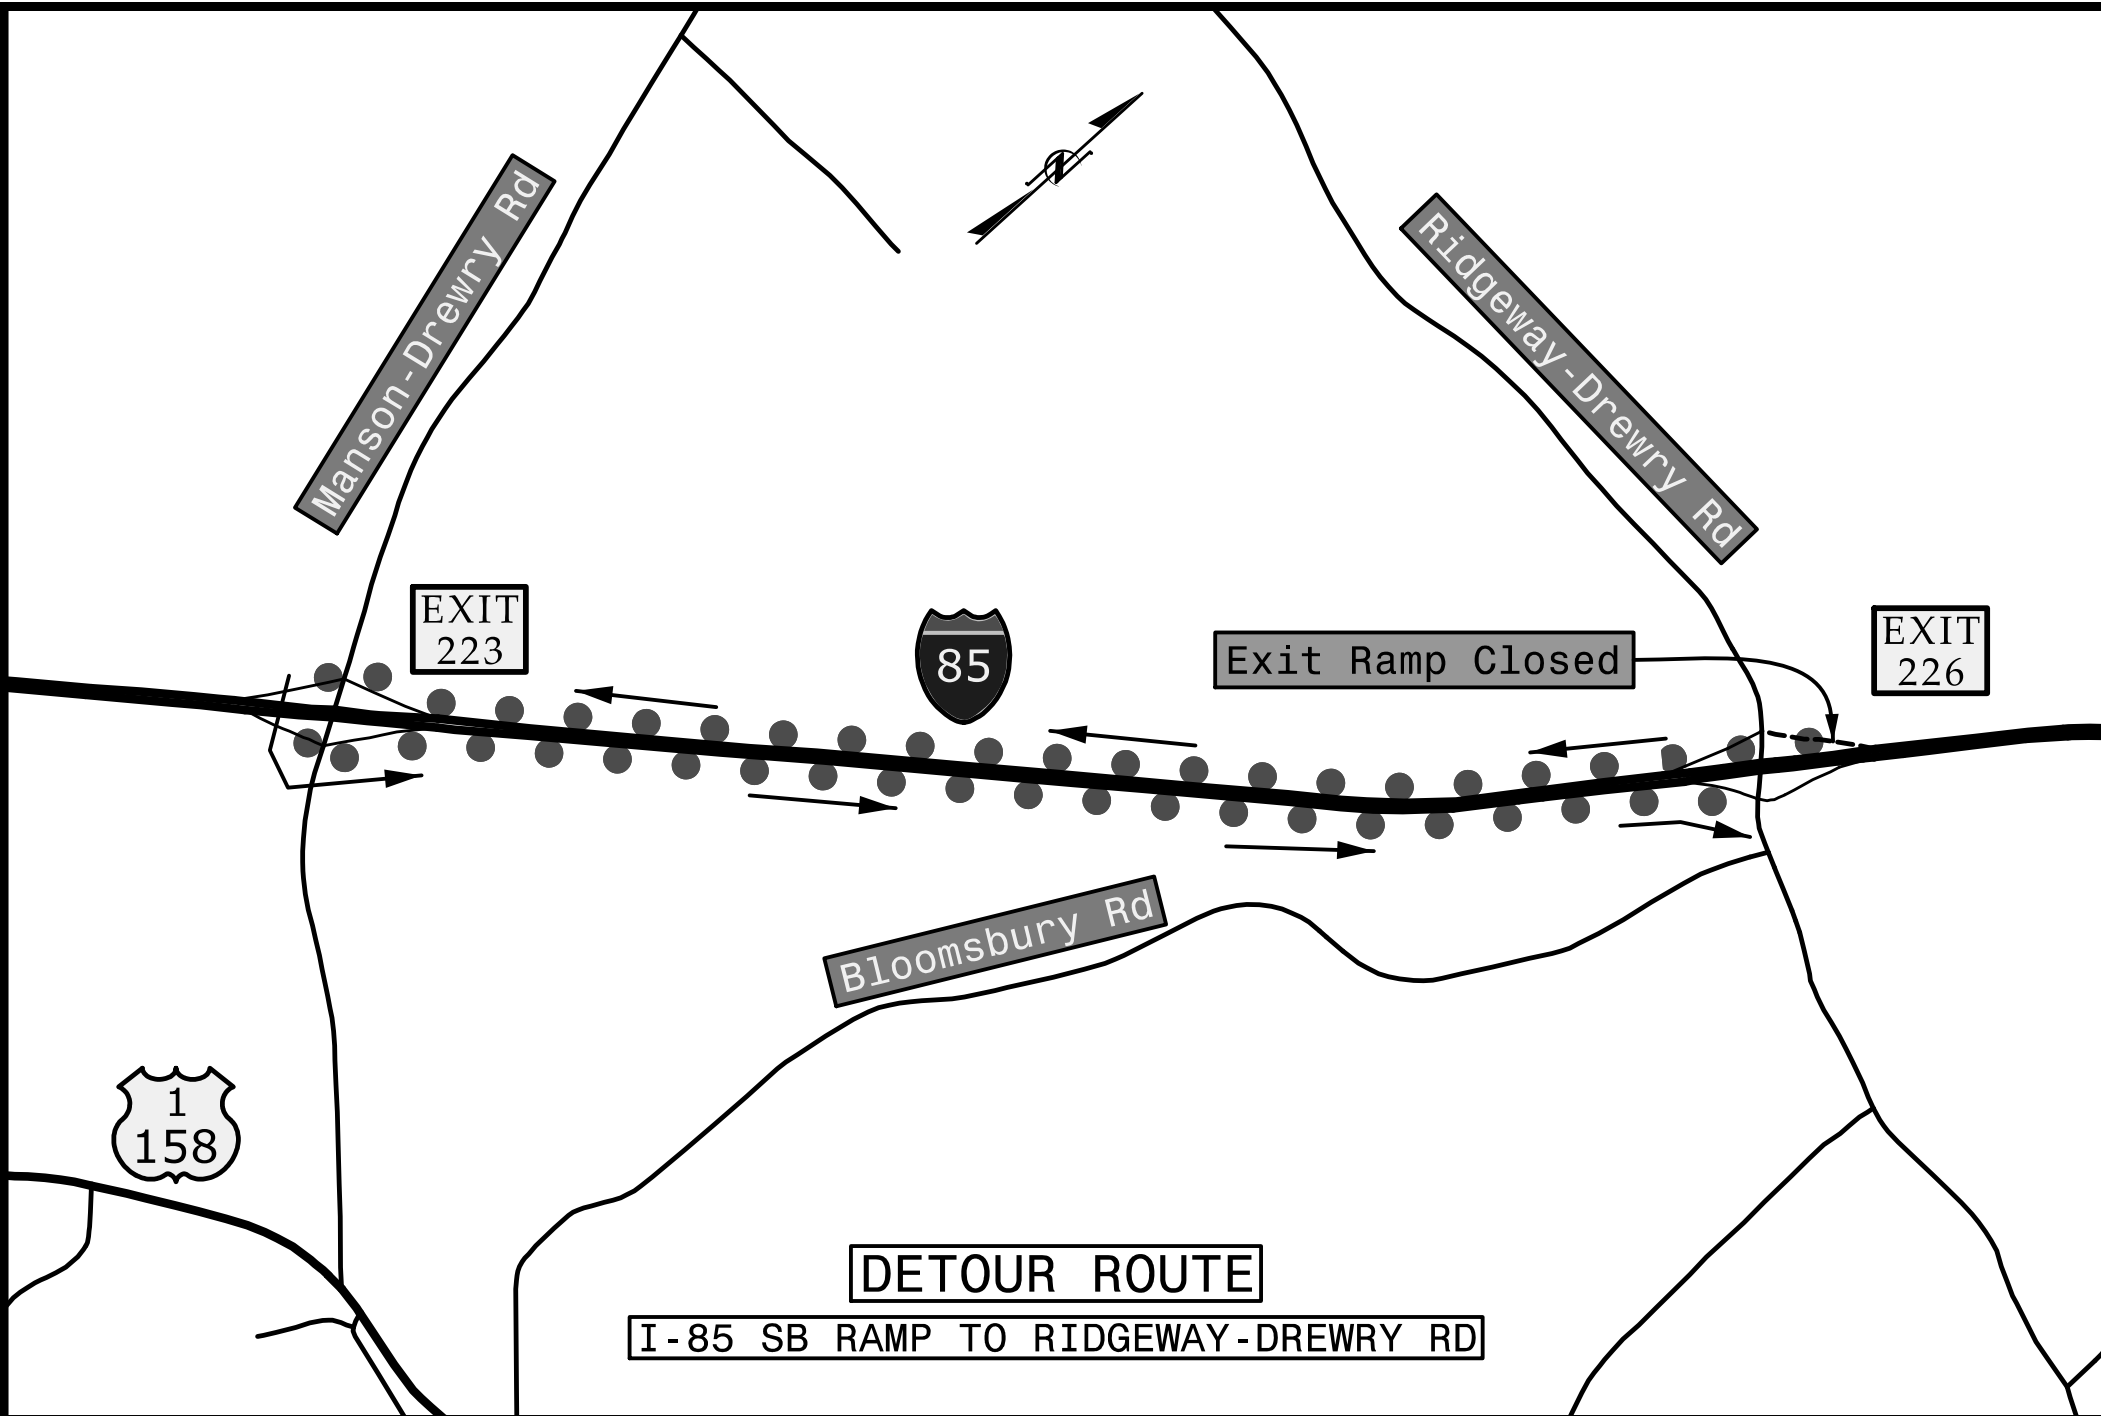 N
Manson-Drewry Rd
Ridgeway-Drewry Rd
EXIT
223
85
Exit Ramp Closed
EXIT
226
Bloomsbury Rd
1
158
DETOUR ROUTE
I-85 SB RAMP TO RIDGEWAY-DREWRY RD